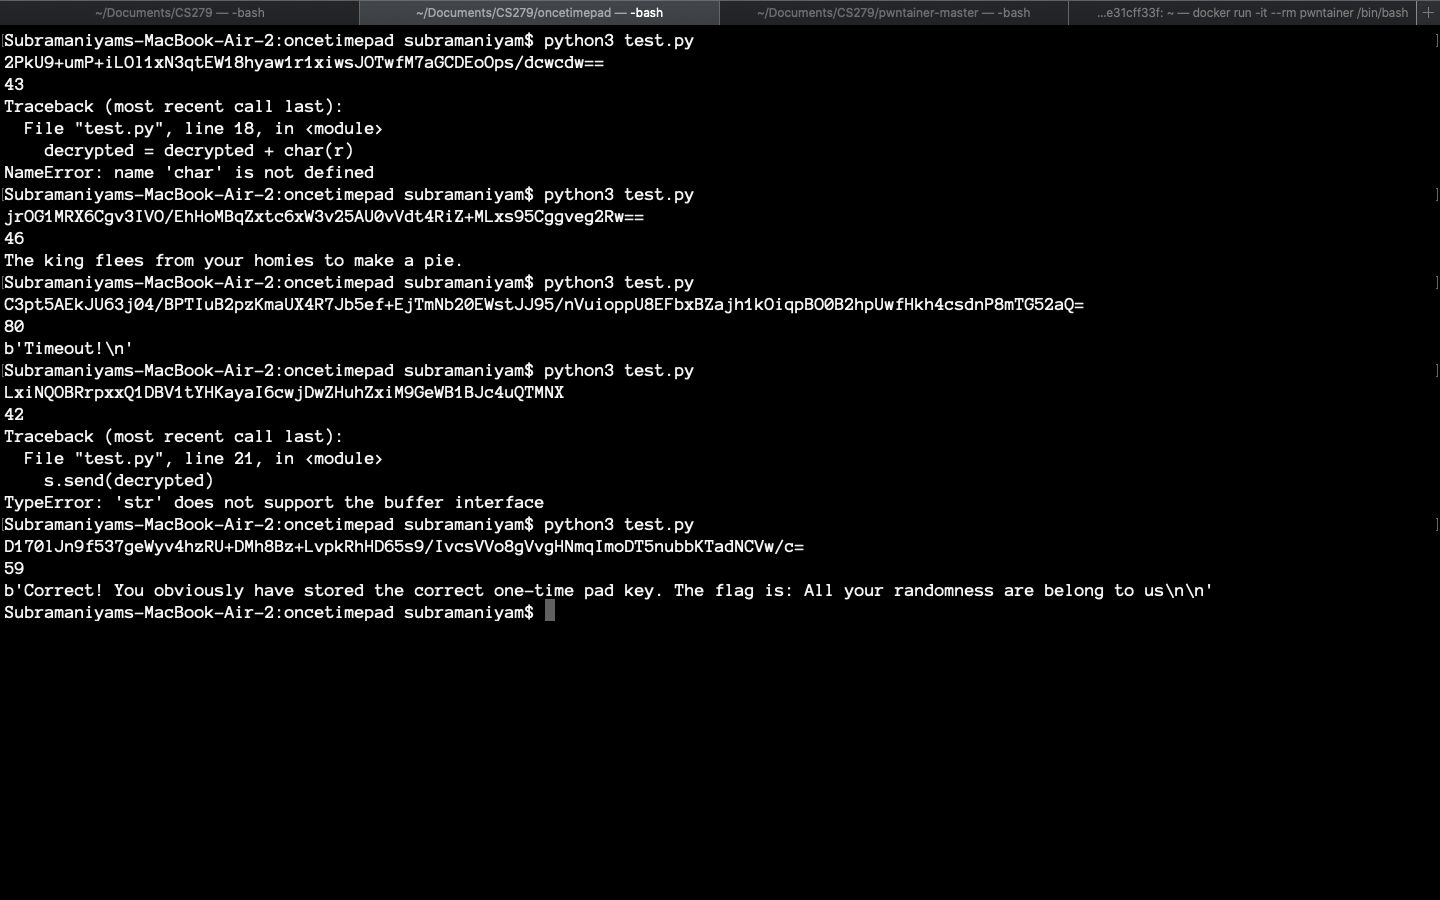 ~/Documents/CS279 — -bash
~/Documents/CS279/oncetimepad — -bash
~/Documents/CS279/pwntainer-master — -bash
...e31cff33f: ~ — docker run -it --rm pwntainer /bin/bash
Subramaniyams-MacBook-Air-2:oncetimepad subramaniyam$ python3 test.py
2PkU9+umP+iLOl1xN3qtEW18hyaw1r1xiwsJOTwfM7aGCDEoOps/dcwcdw==
43
Traceback (most recent call last):
  File "test.py", line 18, in <module>
    decrypted = decrypted + char(r)
NameError: name 'char' is not defined
Subramaniyams-MacBook-Air-2:oncetimepad subramaniyam$ python3 test.py
jrOG1MRX6Cgv3IVO/EhHoMBqZxtc6xW3v25AU0vVdt4RiZ+MLxs95Cggveg2Rw==
46
The king flees from your homies to make a pie.
Subramaniyams-MacBook-Air-2:oncetimepad subramaniyam$ python3 test.py
C3pt5AEkJU63j04/BPTIuB2pzKmaUX4R7Jb5ef+EjTmNb20EWstJJ95/nVuioppU8EFbxBZajh1kOiqpBO0B2hpUwfHkh4csdnP8mTG52aQ=
80
b'Timeout!\n'
Subramaniyams-MacBook-Air-2:oncetimepad subramaniyam$ python3 test.py
LxiNQOBRrpxxQ1DBV1tYHKayaI6cwjDwZHuhZxiM9GeWB1BJc4uQTMNX
42
Traceback (most recent call last):
  File "test.py", line 21, in <module>
    s.send(decrypted)
TypeError: 'str' does not support the buffer interface
Subramaniyams-MacBook-Air-2:oncetimepad subramaniyam$ python3 test.py
D170lJn9f537geWyv4hzRU+DMh8Bz+LvpkRhHD65s9/IvcsVVo8gVvgHNmqImoDT5nubbKTadNCVw/c=
59
b'Correct! You obviously have stored the correct one-time pad key. The flag is: All your randomness are belong to us\n\n'
Subramaniyams-MacBook-Air-2:oncetimepad subramaniyam$